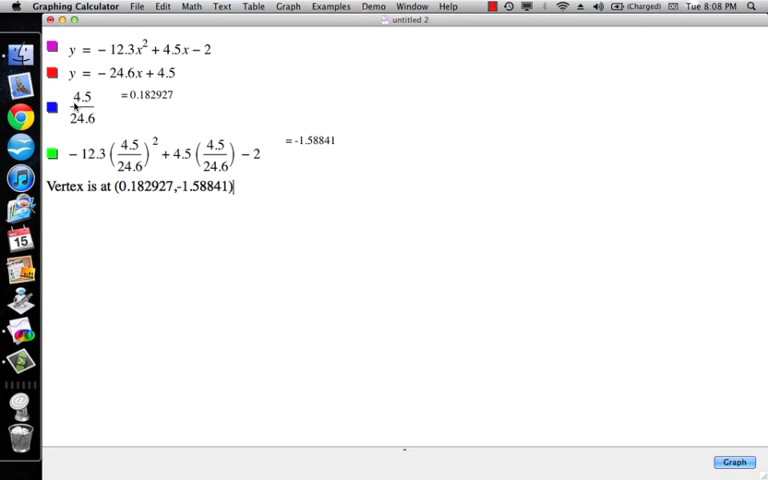 Graphing Calculator File Edit Math Text Table Graph Examples Demo Window Help (Charged) Tue 8:08 PM
untitled 2
y = − 12.3x² + 4.5x − 2
y = − 24.6x + 4.5
4.5/24.6 = 0.182927
− 12.3 (4.5/24.6)² + 4.5 (4.5/24.6) − 2 = -1.58841
Vertex is at (0.182927,-1.58841)
15
Graph